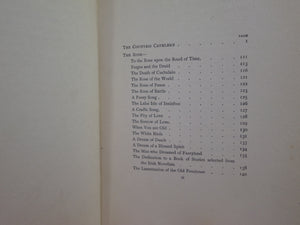 PAGE
THE COUNTESS CATHLEEN . . . 1
THE ROSE—
To the Rose upon the Rood of Time, . 111
Fergus and the Druid . . . 113
The Death of Cuchulain . . .
The Rose of the World . . .
The Rose of Peace . . .
The Rose of Battle . . .
A Faery Song . . .
The Lake Isle of Innisfree . . .
A Cradle Song . . .
The Pity of Love . . .
The Sorrow of Love . . .
When You are Old . . .
The White Birds . . .
A Dream of Death . . .
A Dream of a Blessed Spirit . . .
The Man who Dreamed of Faeryland . . .
The Dedication to a Book of Stories selected from
the Irish Novelists . . .
The Lamentation of the Old Pensioner . 140